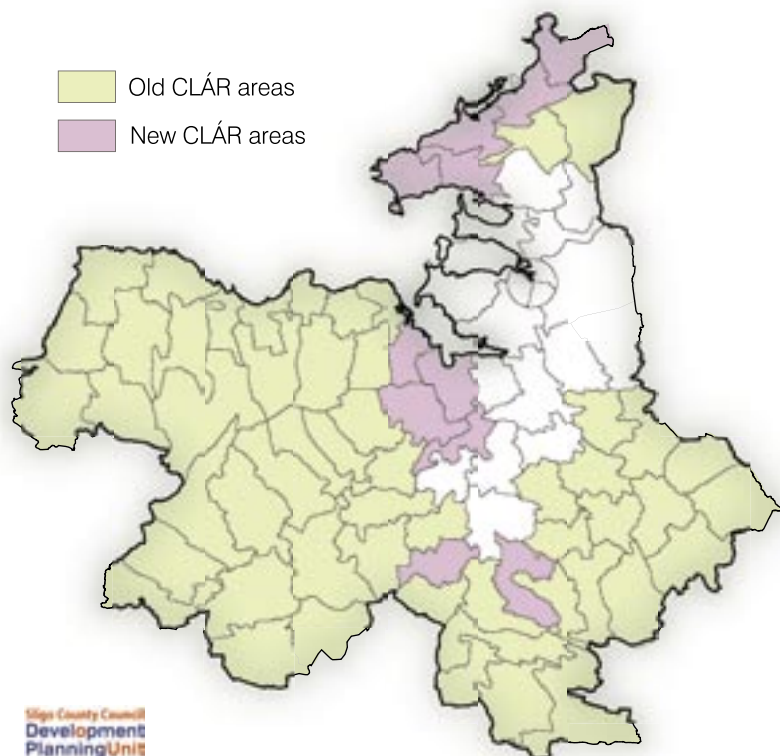 Old CLÁR areas
New CLÁR areas
Sligo County Council
Development
PlanningUnit